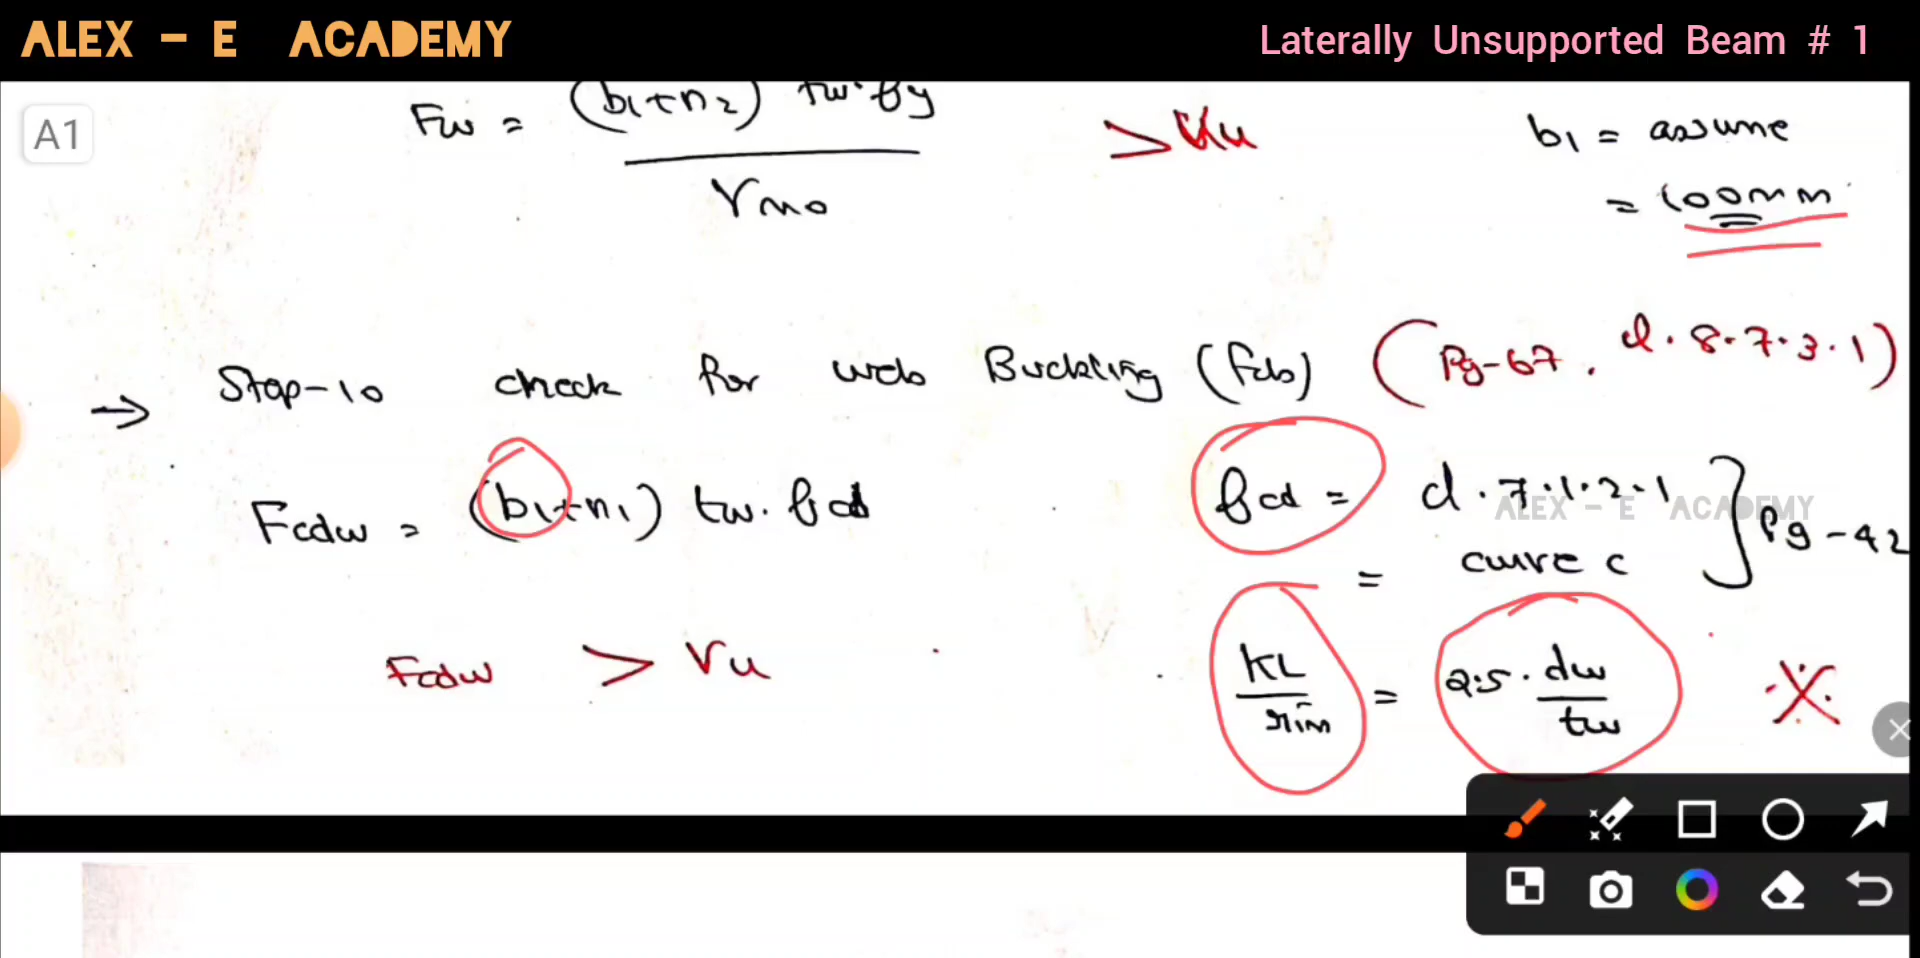 ALEX - E ACADEMY
Laterally Unsupported Beam # 1
A1
Fw = (b1+n2) tw.fy
γmo
> Vu
b1 = assume
= 100mm
→ Step-10 check for web Buckling (fcb) (Pg-67. cl.8.7.3.1)
Fcdw = (b1+n1) tw.fcd
fcd = cl.7.1.2.1
= curve c
Pg-42
ALEX - E ACADEMY
Fcdw > Vu
KL = 2.5.dw
rmin tw